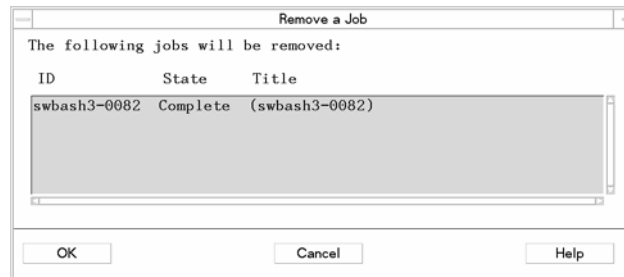 Remove a Job
The following jobs will be removed:
ID State Title
swbash3-0082 Complete (swbash3-0082)
OK Cancel Help